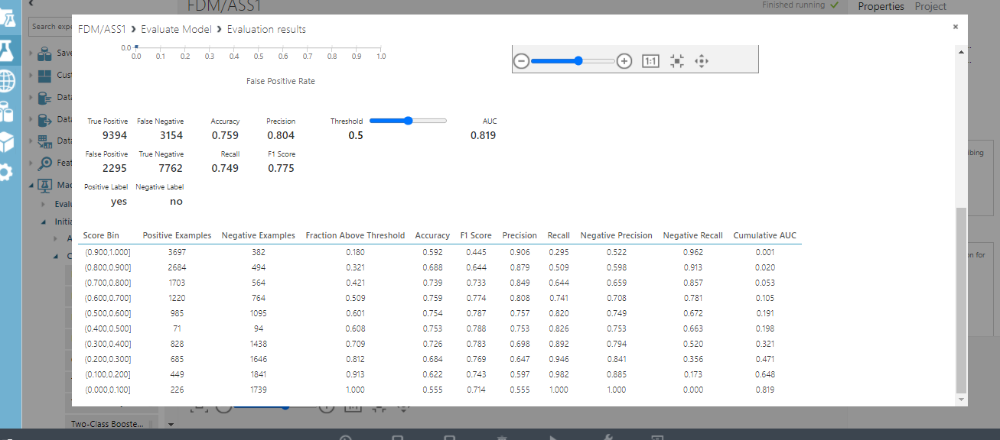 FDM/ASS1
Finished running
Properties Project
Search expe
FDM/ASS1 > Evaluate Model > Evaluation results
0.0
0.0 0.1 0.2 0.3 0.4 0.5 0.6 0.7 0.8 0.9 1.0
False Positive Rate
1:1
Save
Cust
Data
Data
Data
Feat
Mac
Evalu
Initia
A
C
True Positive False Negative Accuracy Precision Threshold AUC
9394 3154 0.759 0.804 0.5 0.819
False Positive True Negative Recall F1 Score
2295 7762 0.749 0.775
Positive Label Negative Label
yes no
ibing
on for
Score Bin Positive Examples Negative Examples Fraction Above Threshold Accuracy F1 Score Precision Recall Negative Precision Negative Recall Cumulative AUC
(0.900,1.000] 3697 382 0.180 0.592 0.445 0.906 0.295 0.522 0.962 0.001
(0.800,0.900] 2684 494 0.321 0.688 0.644 0.879 0.509 0.598 0.913 0.020
(0.700,0.800] 1703 564 0.421 0.739 0.733 0.849 0.644 0.659 0.857 0.053
(0.600,0.700] 1220 764 0.509 0.759 0.774 0.808 0.741 0.708 0.781 0.105
(0.500,0.600] 985 1095 0.601 0.754 0.787 0.757 0.820 0.749 0.672 0.191
(0.400,0.500] 71 94 0.608 0.753 0.788 0.753 0.826 0.753 0.663 0.198
(0.300,0.400] 828 1438 0.709 0.726 0.783 0.698 0.892 0.794 0.520 0.321
(0.200,0.300] 685 1646 0.812 0.684 0.769 0.647 0.946 0.841 0.356 0.471
(0.100,0.200] 449 1841 0.913 0.622 0.743 0.597 0.982 0.885 0.173 0.648
(0.000,0.100] 226 1739 1.000 0.555 0.714 0.555 1.000 1.000 0.000 0.819
Two-Class Booste...